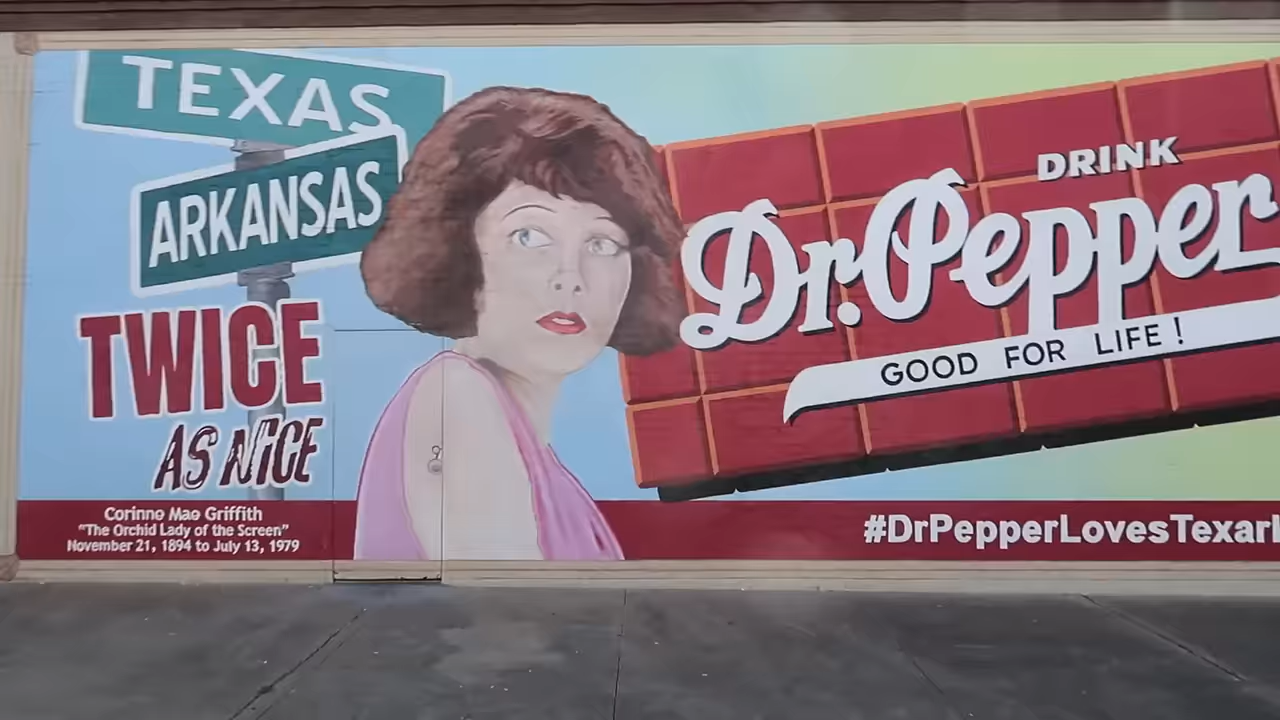 TEXAS
ARKANSAS
TWICE
AS NiCE
Corinne Mae Griffith
"The Orchid Lady of the Screen"
November 21, 1894 to July 13, 1979
DRINK
Dr. Pepper
GOOD FOR LIFE!
#DrPepperLovesTexar